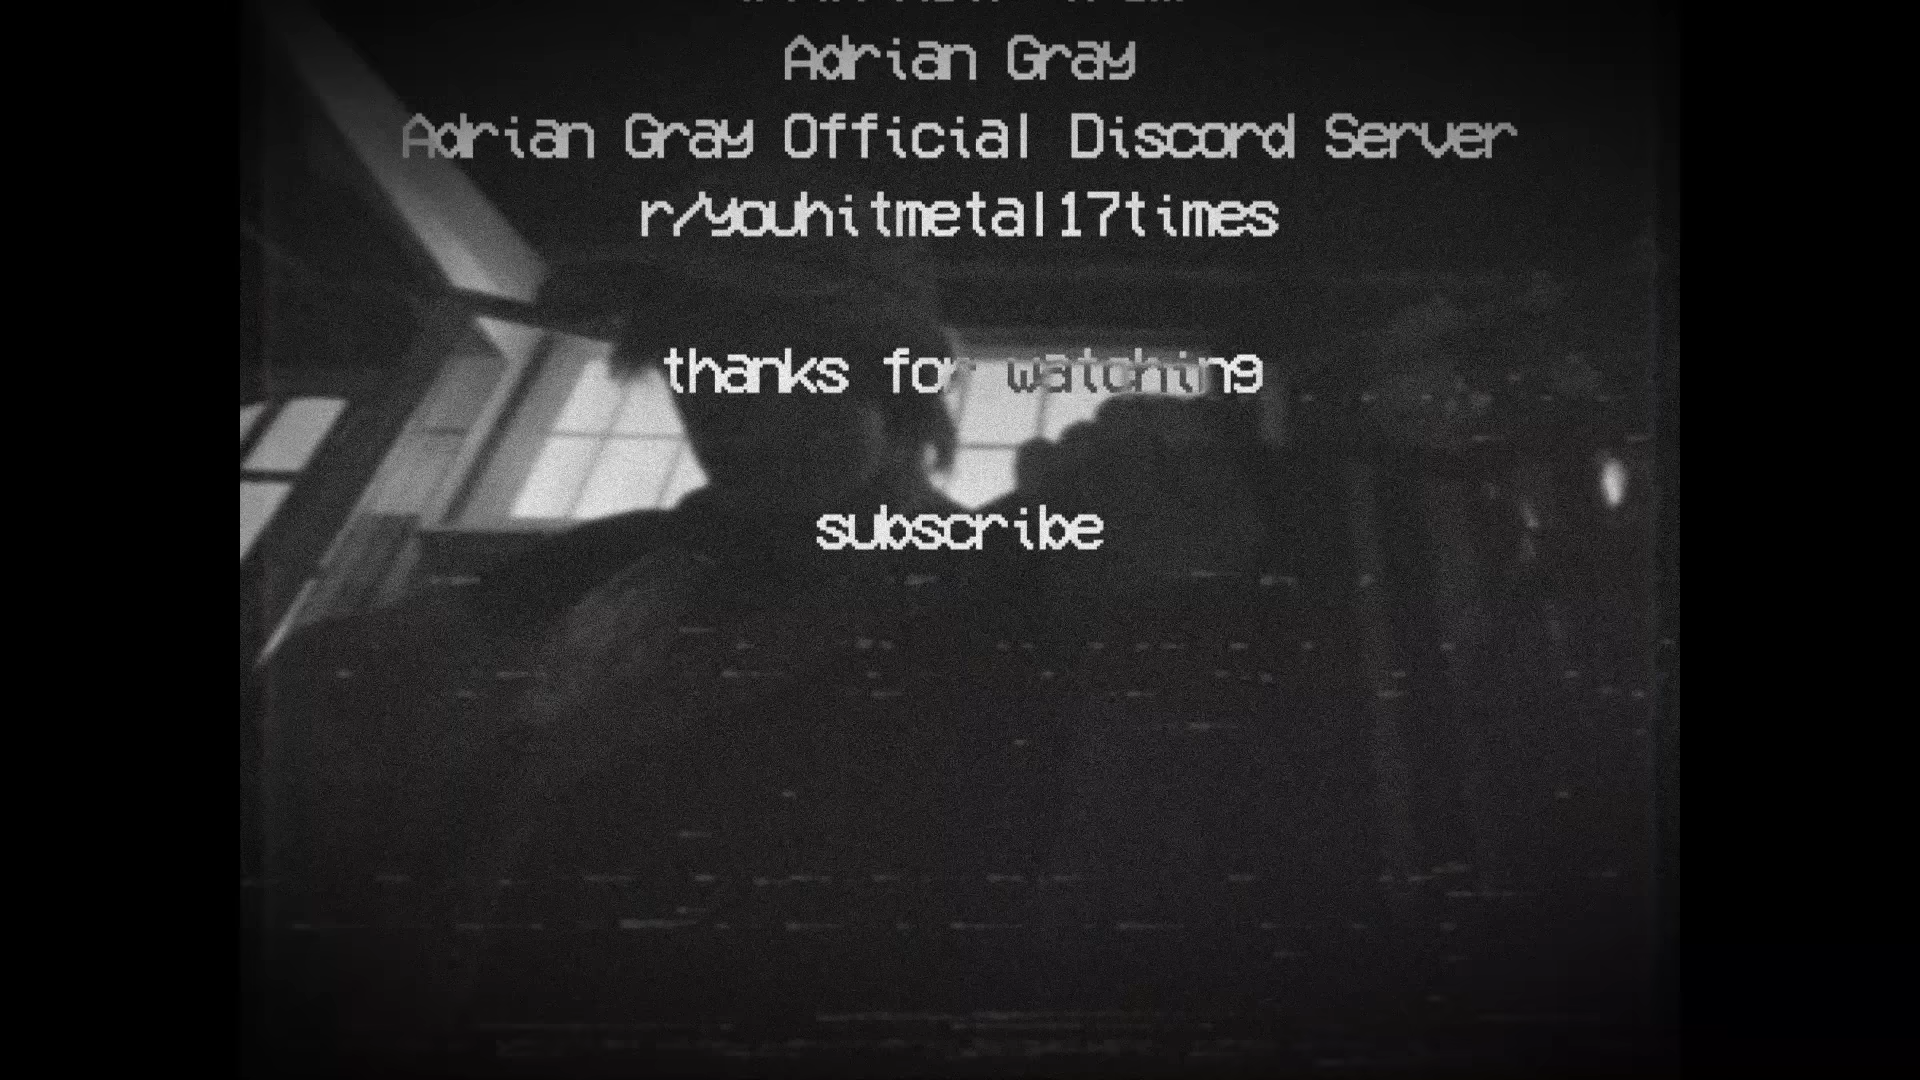 Adrian Gray
Adrian Gray Official Discord Server
r/youhitmetal17times
thanks for watching
subscribe